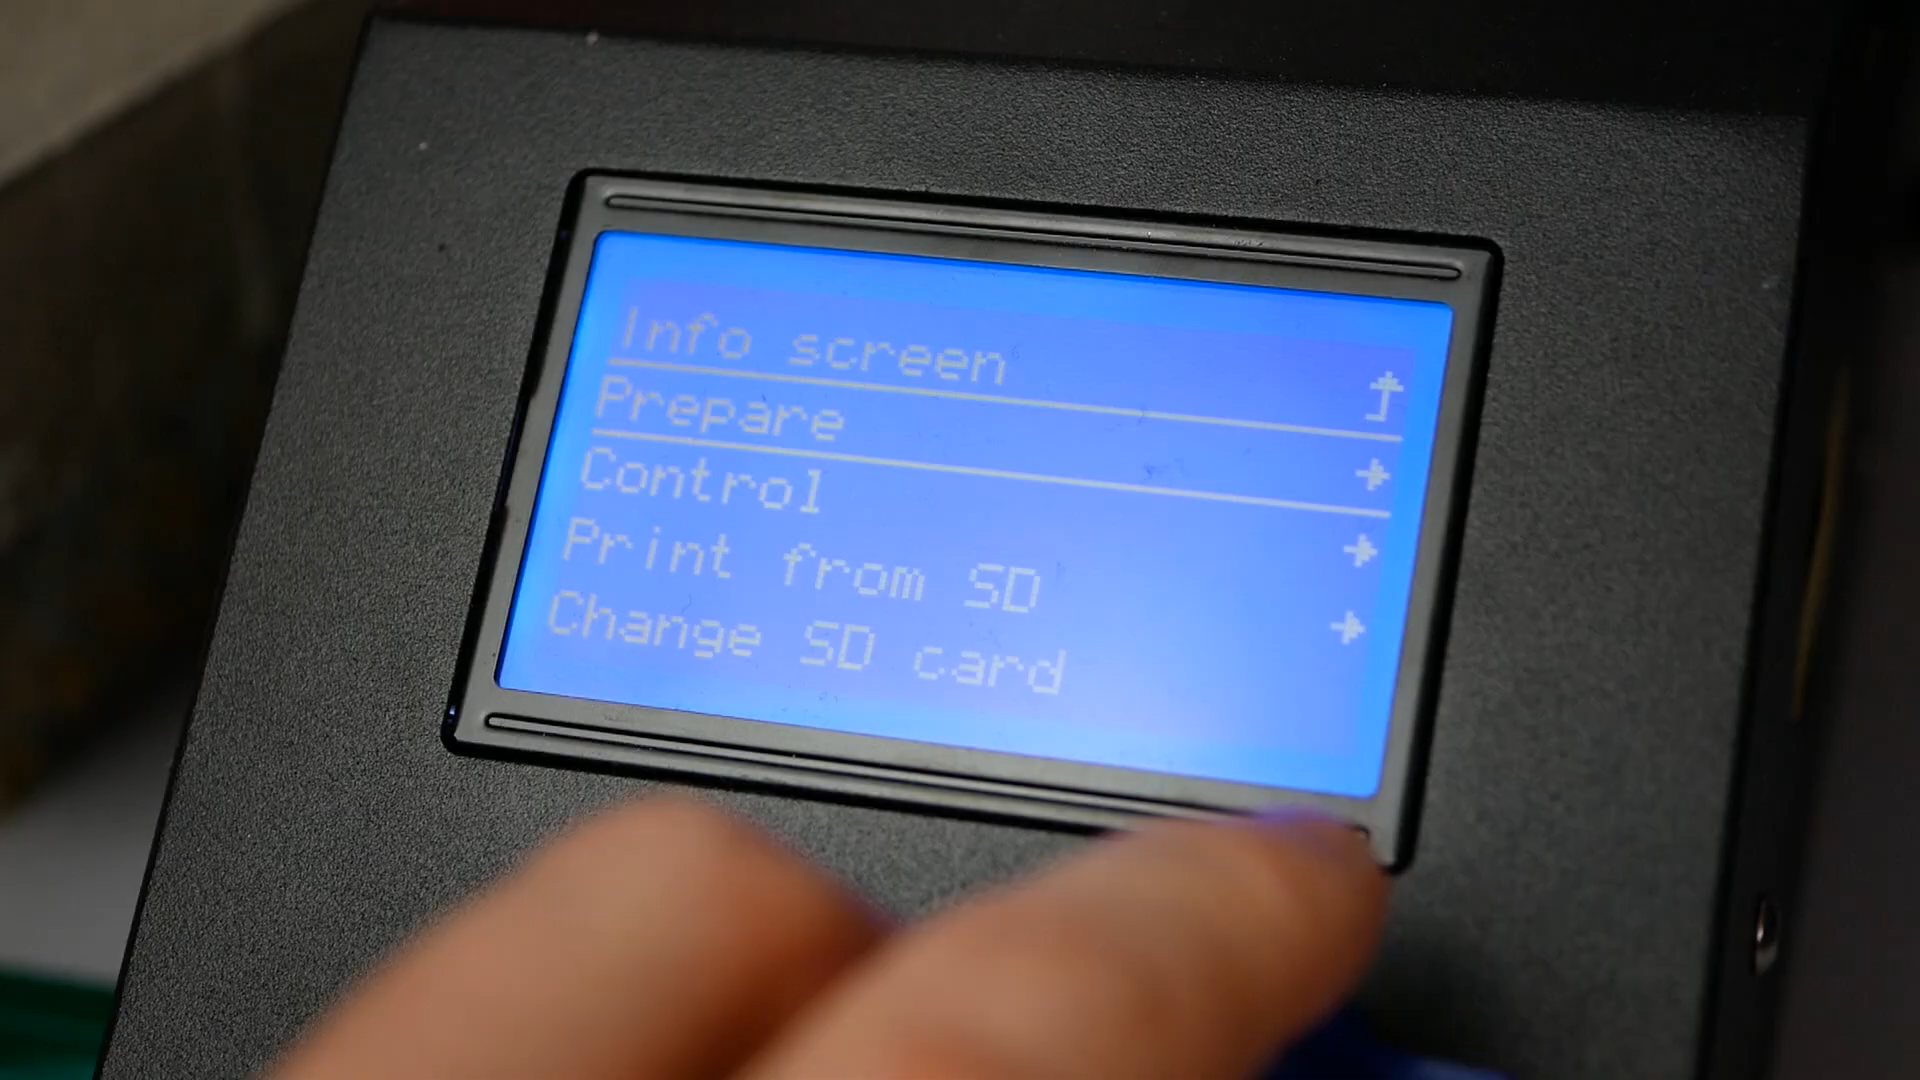 Info screen
Prepare
Control
Print from SD
Change SD card